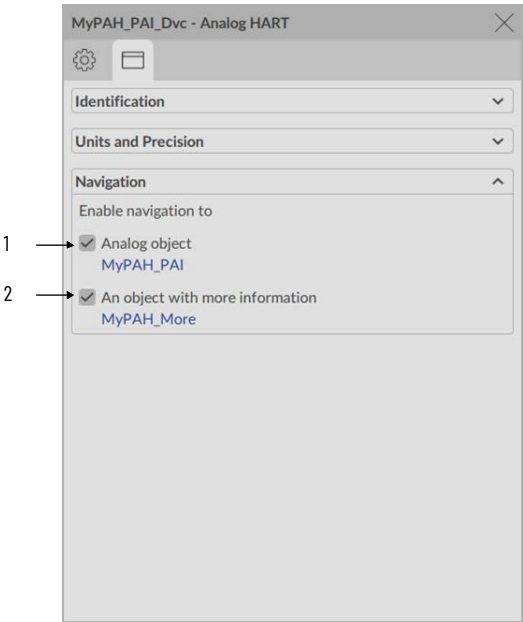 MyPAH_PAI_Dvc - Analog HART
Identification
Units and Precision
Navigation
Enable navigation to
1
Analog object
MyPAH_PAI
2
An object with more information
MyPAH_More